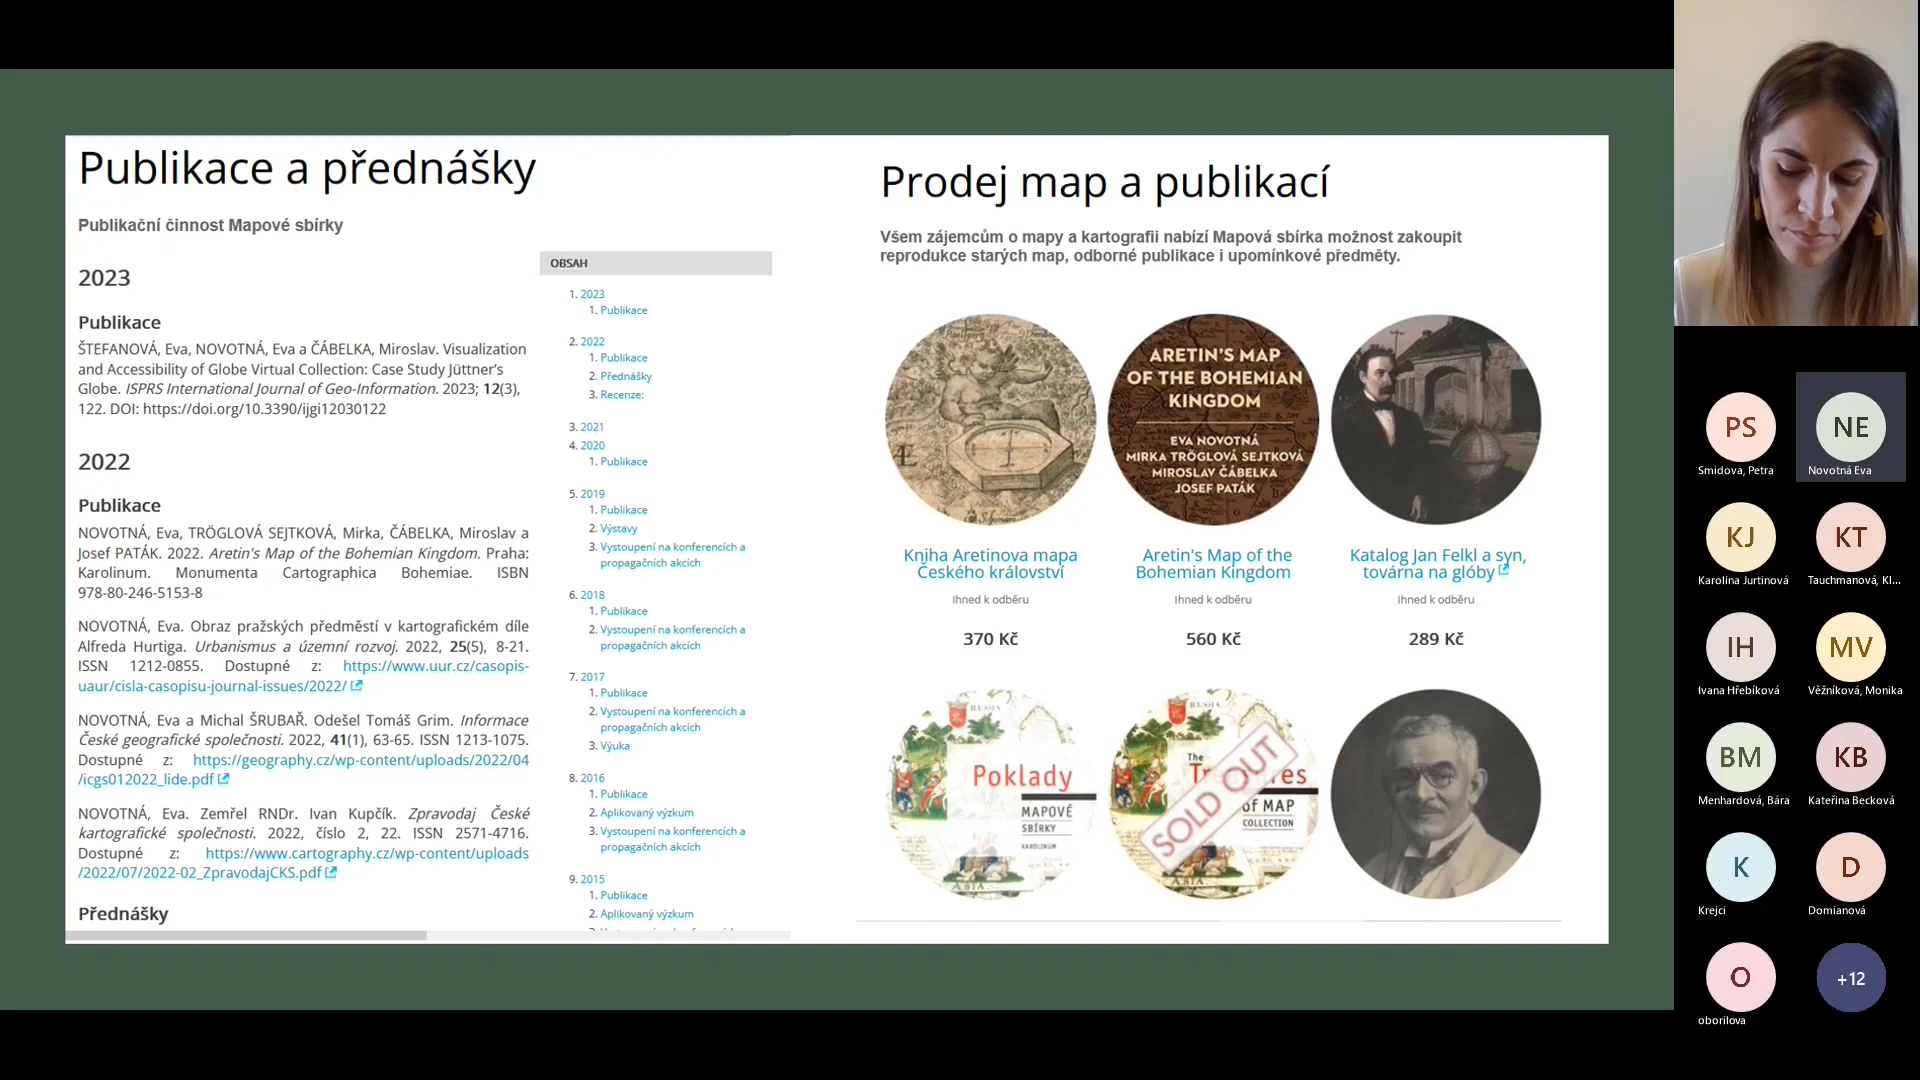 Publikace a přednášky
Publikační činnost Mapové sbírky
2023
Publikace
ŠTEFANOVÁ, Eva, NOVOTNÁ, Eva a ČÁBELKA, Miroslav. Visualization
and Accessibility of Globe Virtual Collection: Case Study Jüttner's
Globe. ISPRS International Journal of Geo-Information. 2023; 12(3),
122. DOI: https://doi.org/10.3390/ijgi12030122
2022
Publikace
NOVOTNÁ, Eva, TRÖGLOVÁ SEJTKOVÁ, Mirka, ČÁBELKA, Miroslav a
Josef PATÁK. 2022. Aretin's Map of the Bohemian Kingdom. Praha:
Karolinum. Monumenta Cartographica Bohemiae. ISBN
978-80-246-5153-8
NOVOTNÁ, Eva. Obraz pražských předměstí v kartografickém díle
Alfreda Hurtiga. Urbanismus a územní rozvoj. 2022, 25(5), 8-21.
ISSN 1212-0855. Dostupné z: https://www.uur.cz/casopis-
uaur/cisla-casopisu-journal-issues/2022/
NOVOTNÁ, Eva a Michal ŠRUBAŘ. Odešel Tomáš Grim. Informace
České geografické společnosti. 2022, 41(1), 63-65. ISSN 1213-1075.
Dostupné z: https://geography.cz/wp-content/uploads/2022/04
/icgs012022_lide.pdf
NOVOTNÁ, Eva. Zemřel RNDr. Ivan Kupčík. Zpravodaj České
kartografické společnosti. 2022, číslo 2, 22. ISSN 2571-4716.
Dostupné z: https://www.cartography.cz/wp-content/uploads
/2022/07/2022-02_ZpravodajCKS.pdf
Přednášky
OBSAH
1. 2023
1. Publikace
2. 2022
1. Publikace
2. Přednášky
3. Recenze:
3. 2021
4. 2020
1. Publikace
5. 2019
1. Publikace
2. Výstavy
3. Vystoupení na konferencích a
propagačních akcích
6. 2018
1. Publikace
2. Vystoupení na konferencích a
propagačních akcích
7. 2017
1. Publikace
2. Vystoupení na konferencích a
propagačních akcích
3. Výuka
8. 2016
1. Publikace
2. Aplikovaný výzkum
3. Vystoupení na konferencích a
propagačních akcích
9. 2015
1. Publikace
2. Aplikovaný výzkum
Prodej map a publikací
Všem zájemcům o mapy a kartografii nabízí Mapová sbírka možnost zakoupit
reprodukce starých map, odborné publikace i upomínkové předměty.
ARETIN'S MAP
OF THE BOHEMIAN
KINGDOM
EVA NOVOTNÁ
MIRKA TRÖGLOVÁ SEJTKOVÁ
MIROSLAV ČÁBELKA
JOSEF PATÁK
Kniha Aretinova mapa
Českého království
Ihned k odběru
370 Kč
Aretin's Map of the
Bohemian Kingdom
Ihned k odběru
560 Kč
Katalog Jan Felkl a syn,
továrna na glóby
Ihned k odběru
289 Kč
RUSSIA
Poklady
MAPOVÉ
SBÍRKY
KAROLINUM
ASIA
RUSSIA
The
of MAP
COLLECTION
SOLD OUT
ASIA
PS
Smidova, Petra
NE
Novotná Eva
KJ
Karolina Jurtinová
KT
Tauchmanová, Kl...
IH
Ivana Hřebíková
MV
Věžníková, Monika
BM
Menhardová, Bára
KB
Kateřina Becková
K
Krejci
D
Domianová
O
oborilova
+12